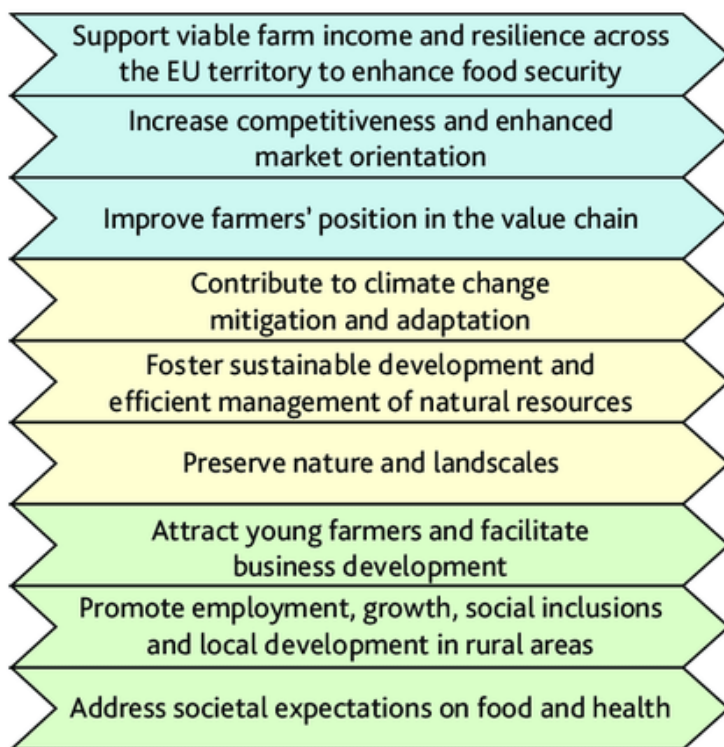 Support viable farm income and resilience across
the EU territory to enhance food security
Increase competitiveness and enhanced
market orientation
Improve farmers’ position in the value chain
Contribute to climate change
mitigation and adaptation
Foster sustainable development and
efficient management of natural resources
Preserve nature and landscales
Attract young farmers and facilitate
business development
Promote employment, growth, social inclusions
and local development in rural areas
Address societal expectations on food and health